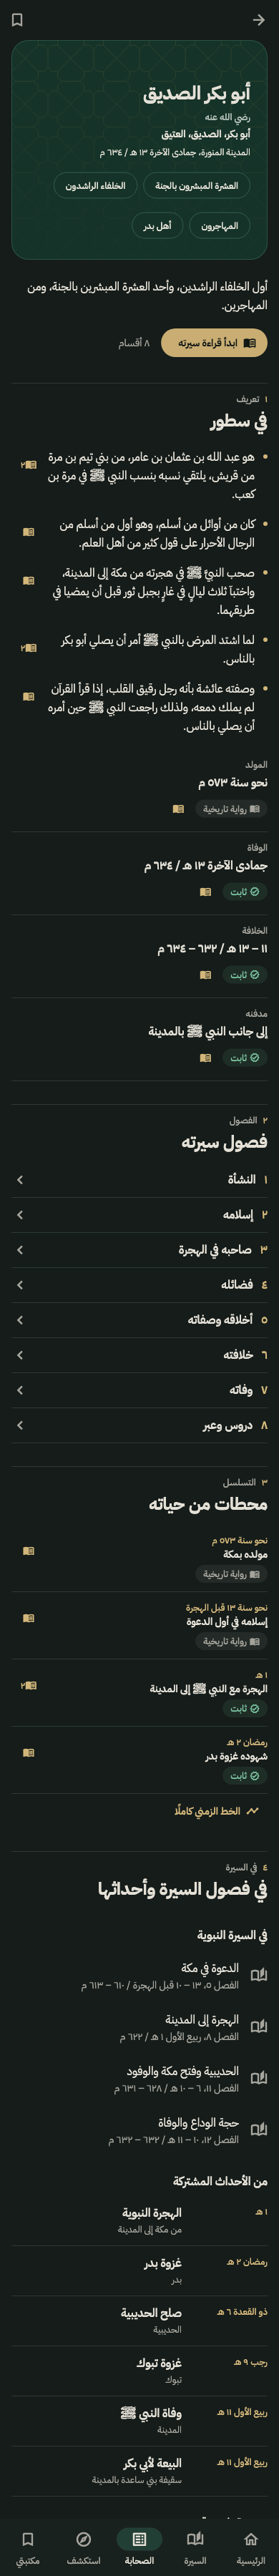 أبو بكر الصديق
رضي الله عنه
أبو بكر، الصديق، العتيق
المدينة المنورة، جمادى الآخرة ١٣ هـ / ٦٣٤ م
العشرة المبشرون بالجنة
الخلفاء الراشدون
المهاجرون
أهل بدر
أول الخلفاء الراشدين، وأحد العشرة المبشرين بالجنة، ومن
المهاجرين.
ابدأ قراءة سيرته
٨ أقسام
١ تعريف
في سطور
هو عبد الله بن عثمان بن عامر، من بني تيم بن مرة
من قريش، يلتقي نسبه بنسب النبي ﷺ في مرة بن
كعب.
٢
كان من أوائل من أسلم، وهو أول من أسلم من
الرجال الأحرار على قول كثير من أهل العلم.
صحب النبيّ ﷺ في هجرته من مكة إلى المدينة،
واختبآ ثلاث ليالٍ في غارٍ بجبل ثور قبل أن يمضيا في
طريقهما.
لما اشتد المرض بالنبي ﷺ أمر أن يصلي أبو بكر
بالناس.
٢
وصفته عائشة بأنه رجل رقيق القلب، إذا قرأ القرآن
لم يملك دمعه، ولذلك راجعت النبي ﷺ حين أمره
أن يصلي بالناس.
المولد
نحو سنة ٥٧٣ م
رواية تاريخية
الوفاة
جمادى الآخرة ١٣ هـ / ٦٣٤ م
ثابت
الخلافة
١١ – ١٣ هـ / ٦٣٢ – ٦٣٤ م
ثابت
مدفنه
إلى جانب النبي ﷺ بالمدينة
ثابت
٢ الفصول
فصول سيرته
١ النشأة
٢ إسلامه
٣ صاحبه في الهجرة
٤ فضائله
٥ أخلاقه وصفاته
٦ خلافته
٧ وفاته
٨ دروس وعبر
٣ التسلسل
محطات من حياته
نحو سنة ٥٧٣ م
مولده بمكة
رواية تاريخية
نحو سنة ١٣ قبل الهجرة
إسلامه في أول الدعوة
رواية تاريخية
١ هـ
الهجرة مع النبي ﷺ إلى المدينة
٢
ثابت
رمضان ٢ هـ
شهوده غزوة بدر
ثابت
الخط الزمني كاملًا
٤ في السيرة
في فصول السيرة وأحداثها
في السيرة النبوية
الدعوة في مكة
الفصل ٥، ١٣ – ١٠ قبل الهجرة / ٦١٠ – ٦١٣ م
الهجرة إلى المدينة
الفصل ٨، ربيع الأول ١ هـ / ٦٢٢ م
الحديبية وفتح مكة والوفود
الفصل ١١، ٦ – ١٠ هـ / ٦٢٨ – ٦٣١ م
حجة الوداع والوفاة
الفصل ١٢، ١٠ – ١١ هـ / ٦٣٢ – ٦٣٢ م
من الأحداث المشتركة
١ هـ
الهجرة النبوية
من مكة إلى المدينة
رمضان ٢ هـ
غزوة بدر
بدر
ذو القعدة ٦ هـ
صلح الحديبية
الحديبية
رجب ٩ هـ
غزوة تبوك
تبوك
ربيع الأول ١١ هـ
وفاة النبي ﷺ
المدينة
ربيع الأول ١١ هـ
البيعة لأبي بكر
سقيفة بني ساعدة بالمدينة
الرئيسية
السيرة
الصحابة
استكشف
مكتبتي